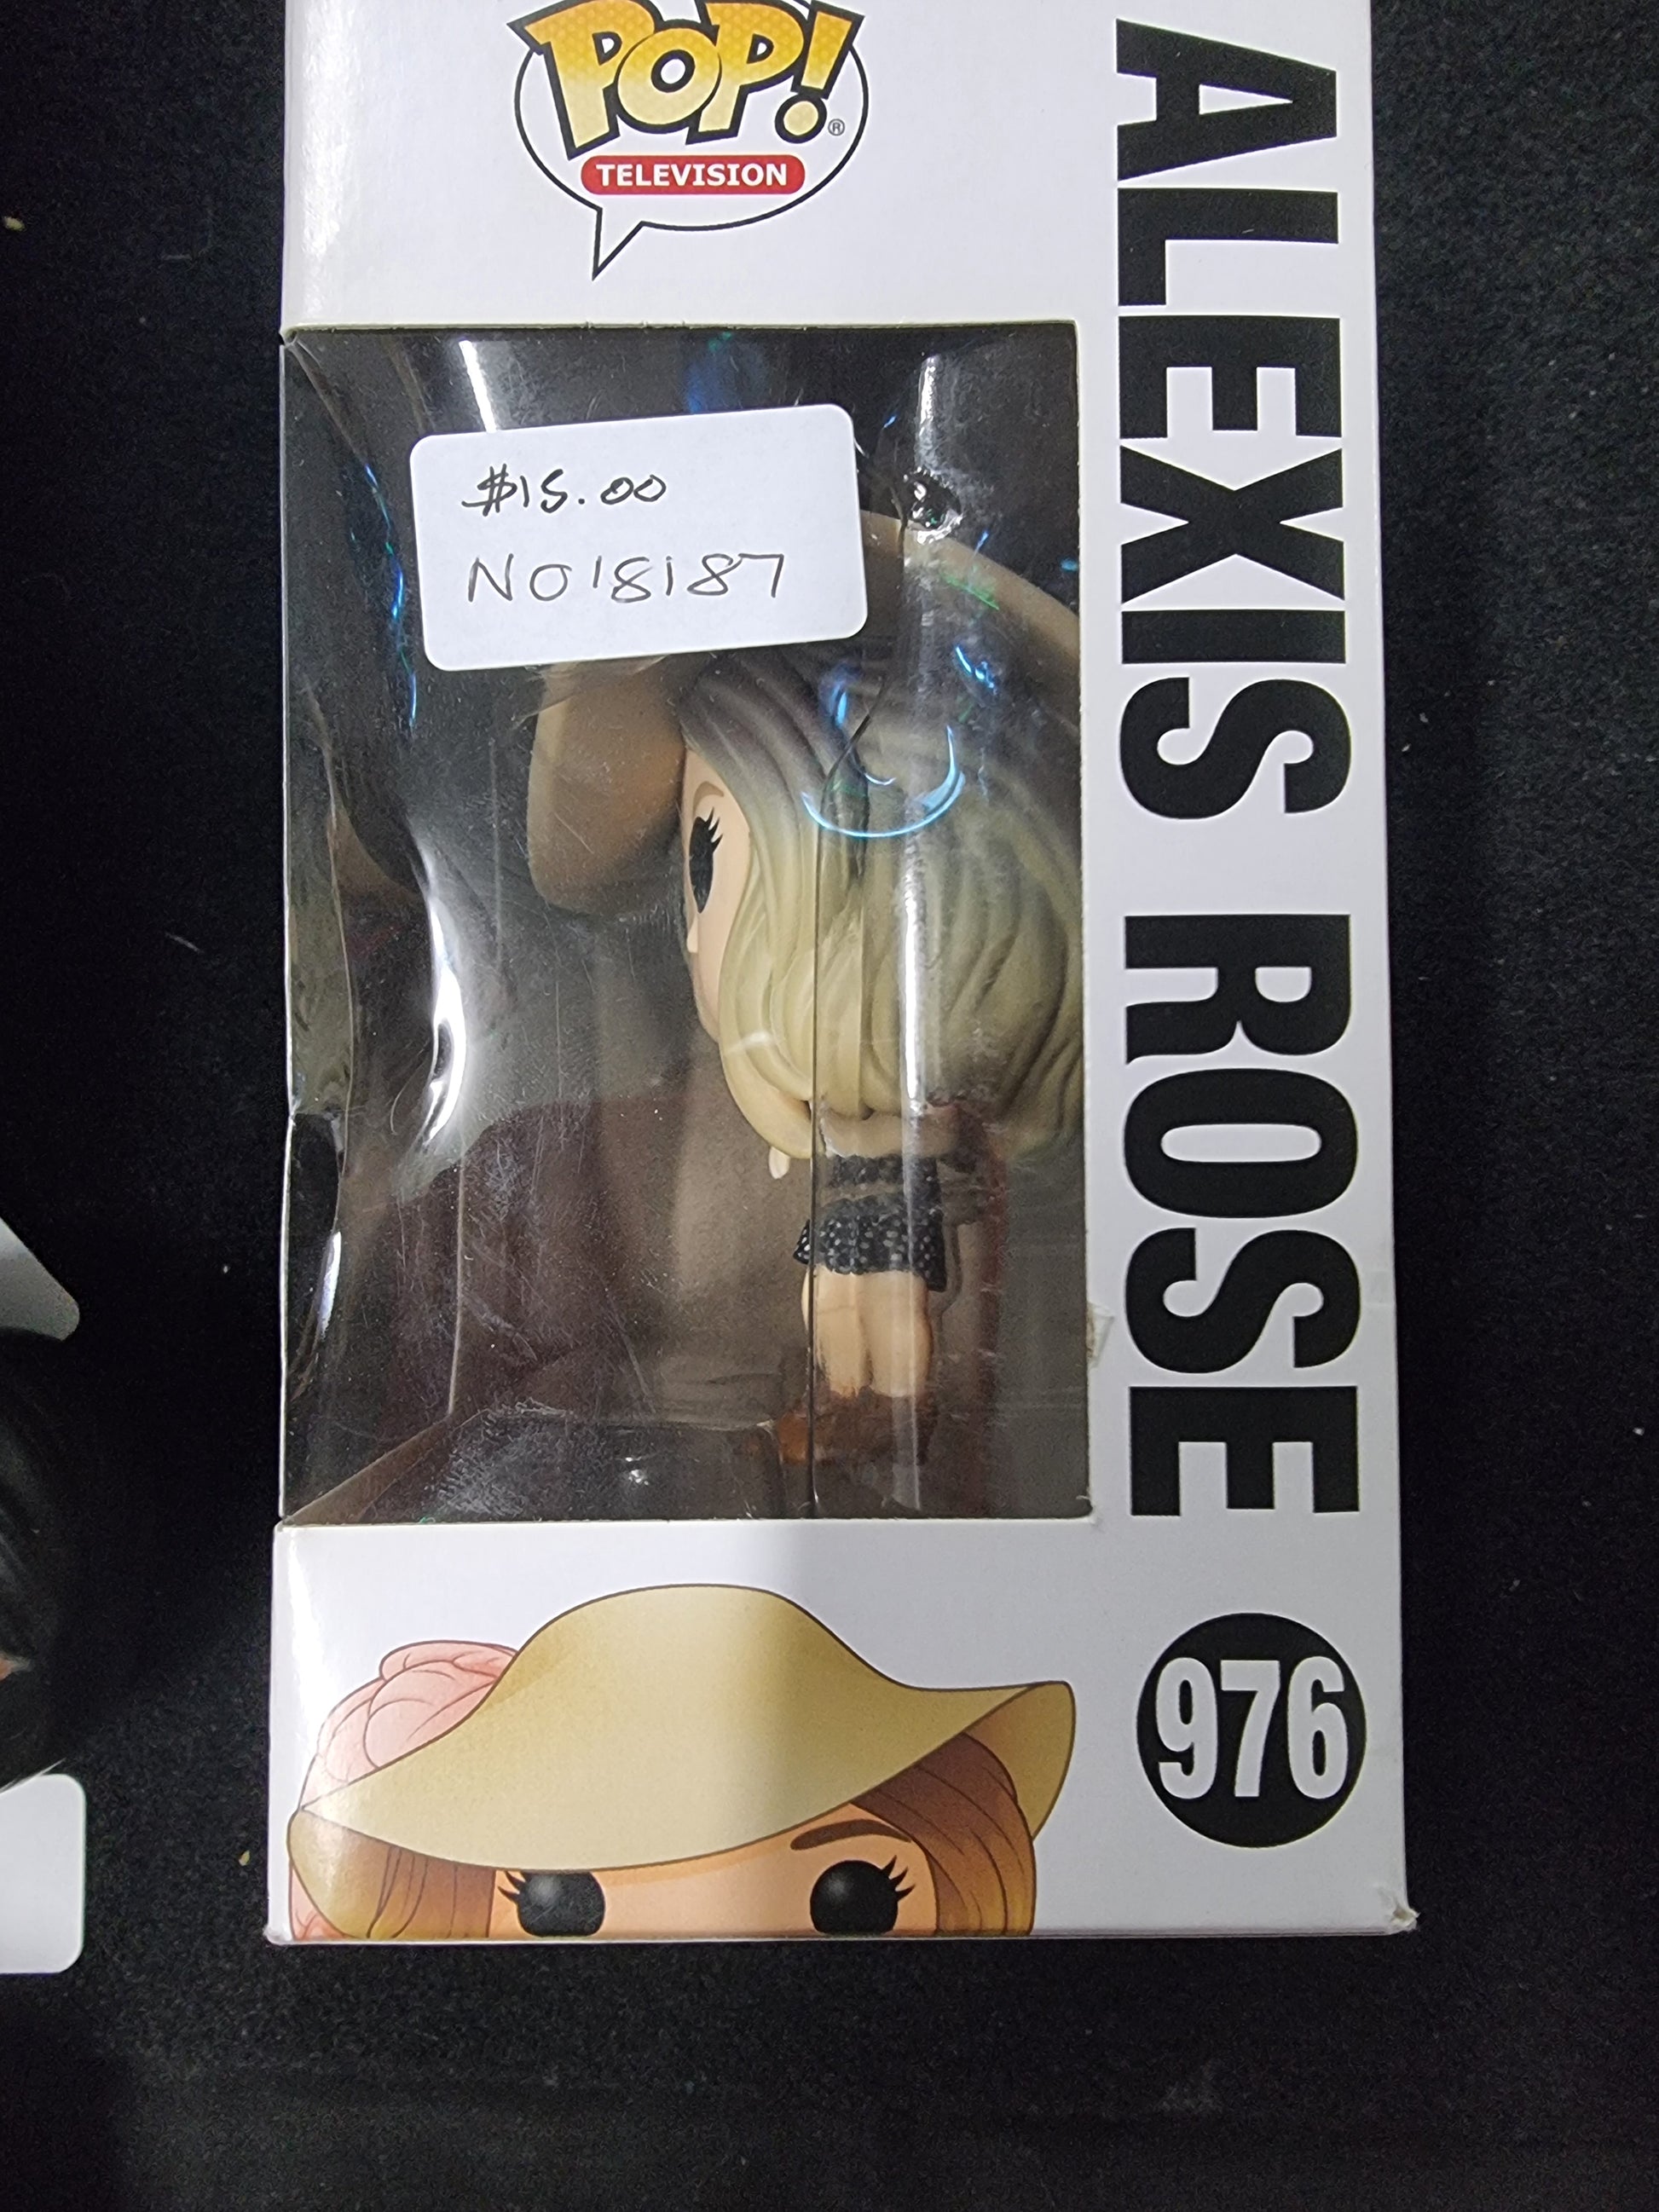 POP!®
TELEVISION
$15.00
NO18187
ALEXIS ROSE
976